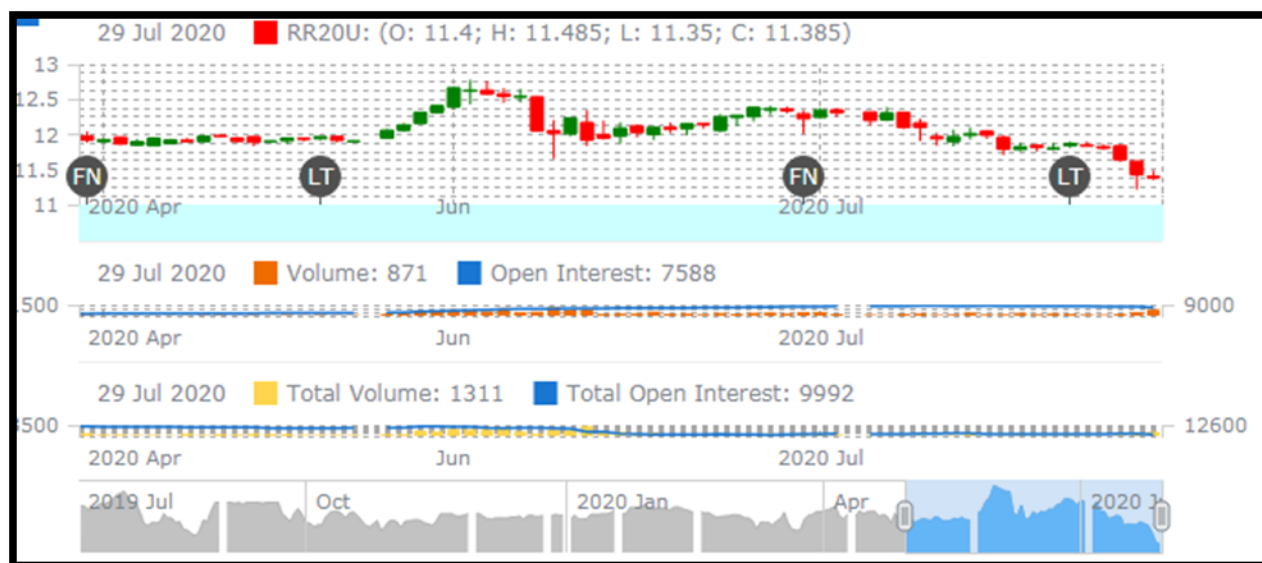 29 Jul 2020 RR20U: (O: 11.4; H: 11.485; L: 11.35; C: 11.385)
13
12.5
12
11.5
11
FN LT FN LT
2020 Apr Jun 2020 Jul
29 Jul 2020 Volume: 871 Open Interest: 7588
500 9000
2020 Apr Jun 2020 Jul
29 Jul 2020 Total Volume: 1311 Total Open Interest: 9992
500 12600
2020 Apr Jun 2020 Jul
2019 Jul Oct 2020 Jan Apr 2020 J